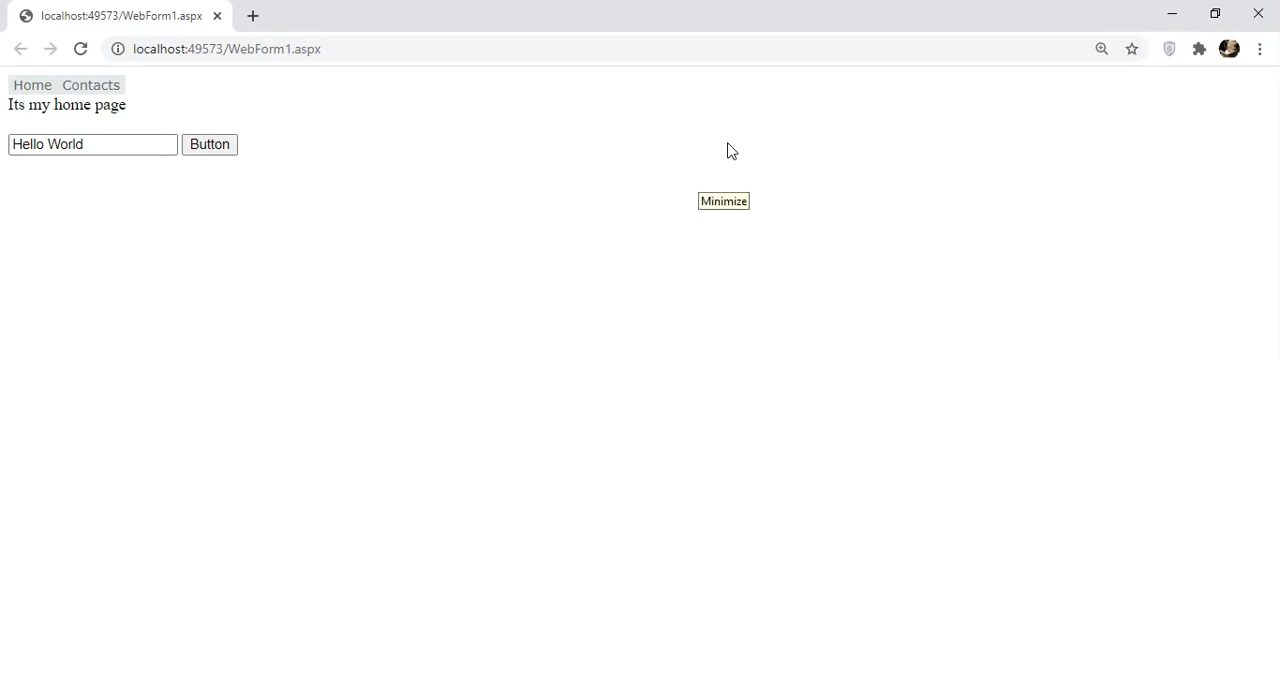 localhost:49573/WebForm1.aspx
localhost:49573/WebForm1.aspx
Home Contacts
Its my home page
Hello World Button
Minimize